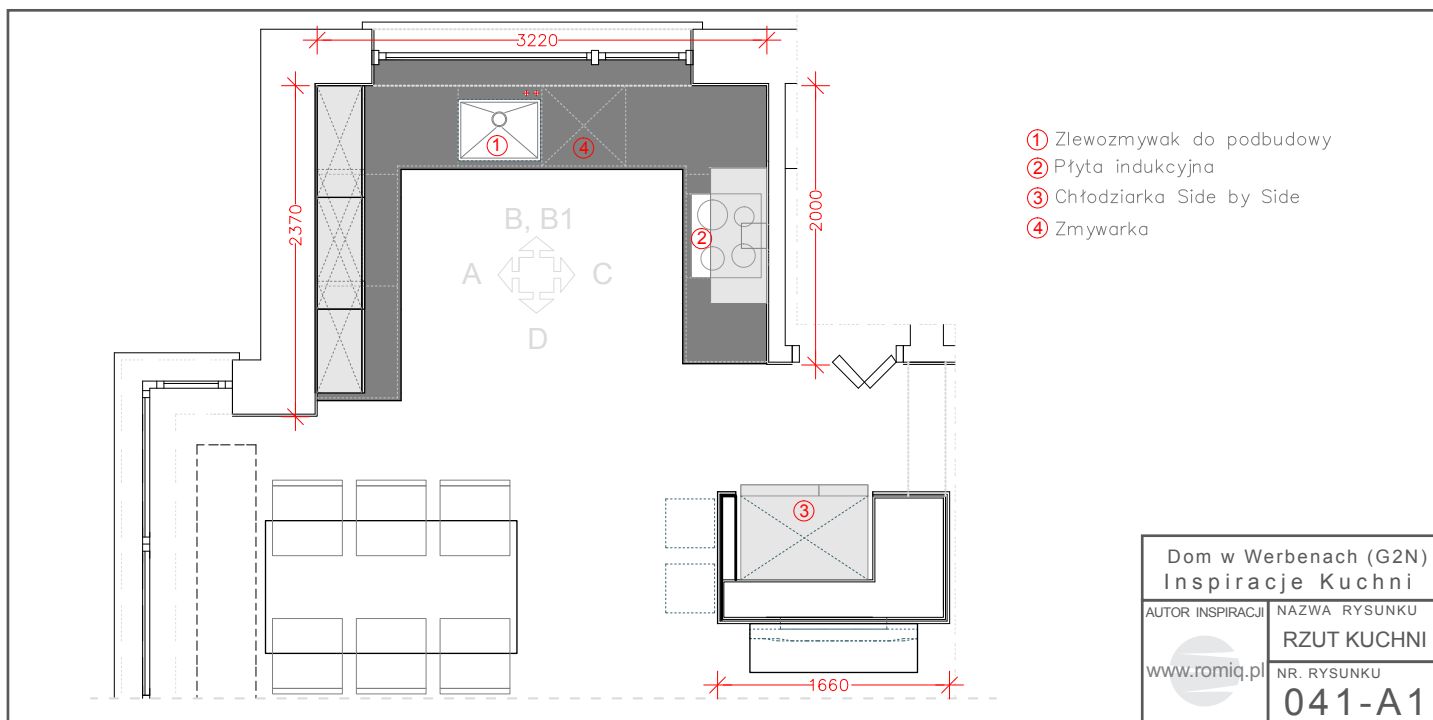 3220
2370
2000
1
4
2
B, B1
A
C
D
3
1660
1 Zlewozmywak do podbudowy
2 Płyta indukcyjna
3 Chłodziarka Side by Side
4 Zmywarka
Dom w Werbenach (G2N)
Inspiracje Kuchni
AUTOR INSPIRACJI
www.romiq.pl
NAZWA RYSUNKU
RZUT KUCHNI
NR. RYSUNKU
041-A1